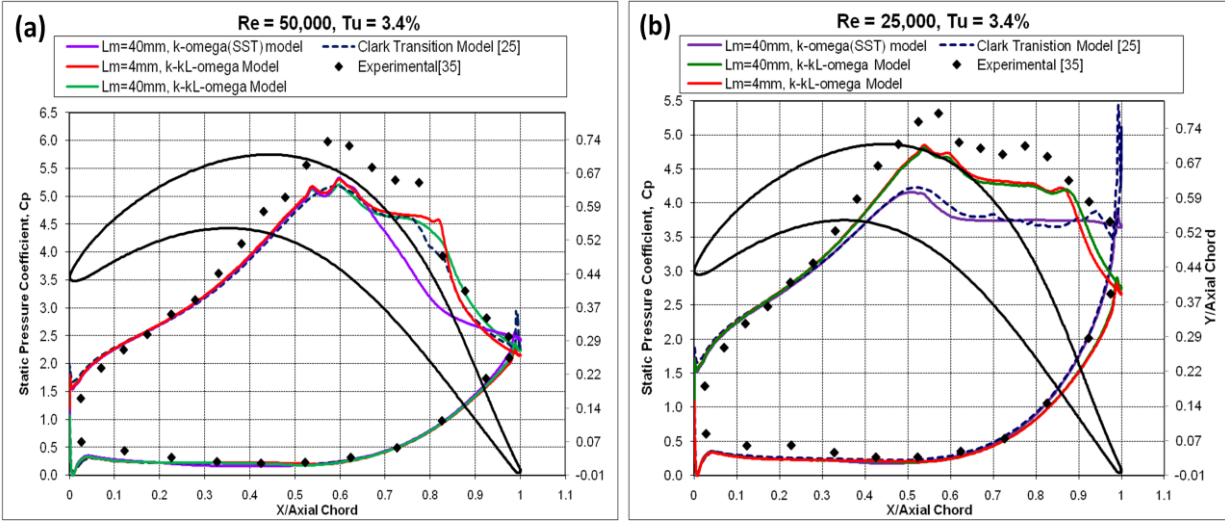 (a)
Re = 50,000, Tu = 3.4%
Lm=40mm, k-omega(SST) model
Clark Transition Model [25]
Lm=4mm, k-kL-omega Model
Experimental[35]
Lm=40mm, k-kL-omega Model
Static Pressure Coefficient, Cp
6.5
6.0
5.5
5.0
4.5
4.0
3.5
3.0
2.5
2.0
1.5
1.0
0.5
0.0
0.74
0.67
0.59
0.52
0.44
0.37
0.29
0.22
0.14
0.07
-0.01
0 0.1 0.2 0.3 0.4 0.5 0.6 0.7 0.8 0.9 1 1.1
X/Axial Chord
(b)
Re = 25,000, Tu = 3.4%
Lm=40mm, k-omega(SST) model
Clark Tranistion Model [25]
Lm=40mm, k-kL-omega Model
Experimental [35]
Lm=4mm, k-kL-omega Model
Static Pressure Coefficient, Cp
5.5
5.0
4.5
4.0
3.5
3.0
2.5
2.0
1.5
1.0
0.5
0.0
0.74
0.67
0.59
0.52
0.44
0.37
0.29
0.22
0.14
0.07
-0.01
Y/Axial Chord
0 0.1 0.2 0.3 0.4 0.5 0.6 0.7 0.8 0.9 1 1.1
X/Axial Chord